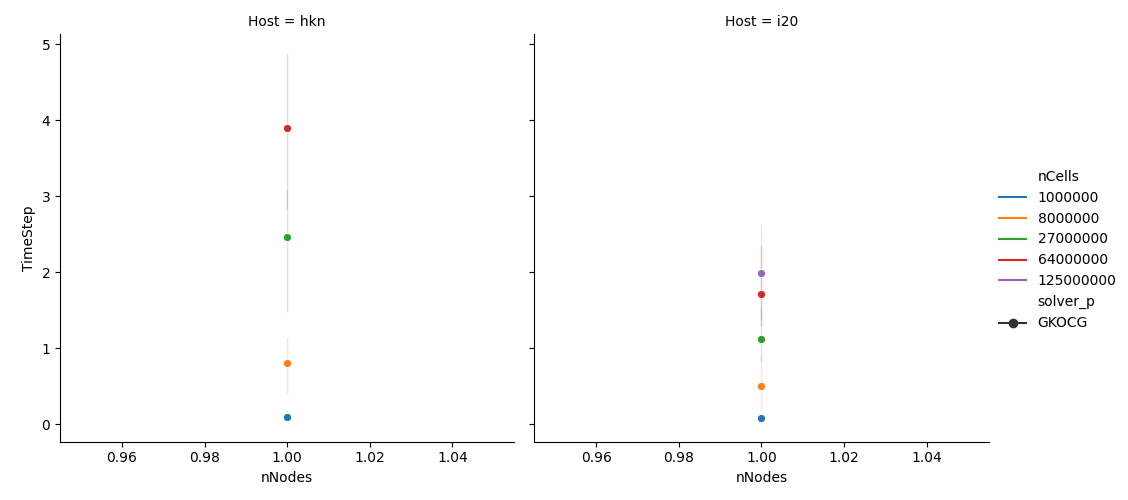 Host = hkn
Host = i20
TimeStep
5
4
3
2
1
0
0.96 0.98 1.00 1.02 1.04
nNodes
0.96 0.98 1.00 1.02 1.04
nNodes
nCells
1000000
8000000
27000000
64000000
125000000
solver_p
GKOCG